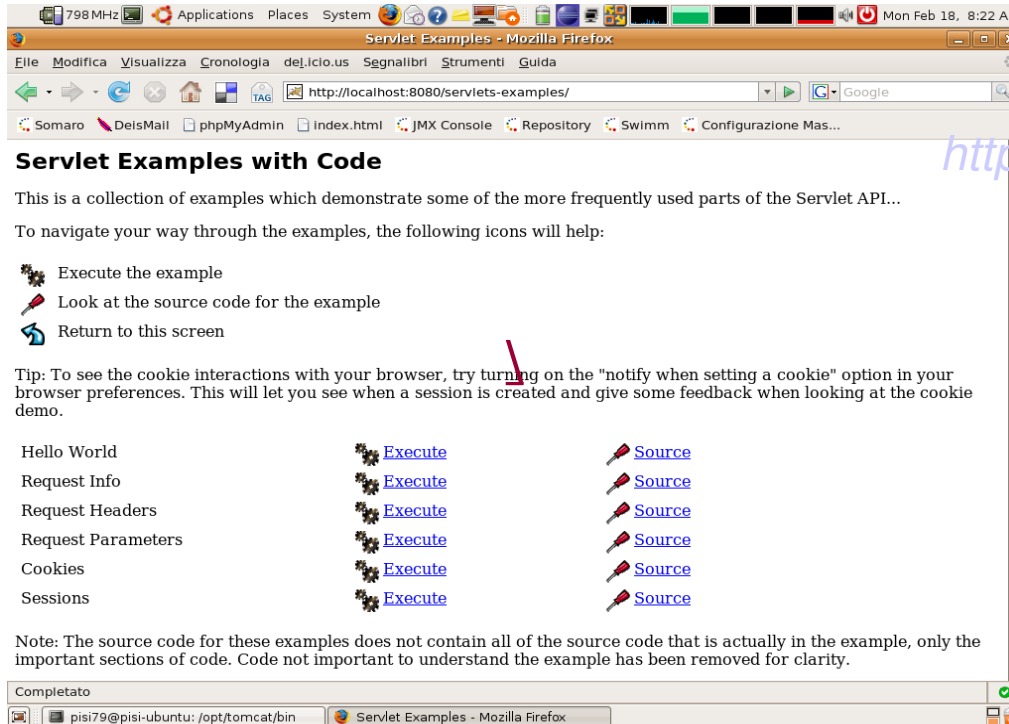 798 MHz Applications Places System Mon Feb 18, 8:22 A
Servlet Examples - Mozilla Firefox
File Modifica Visualizza Cronologia del.icio.us Segnalibri Strumenti Guida
TAG http://localhost:8080/servlets-examples/ G Google
Somaro DeisMail phpMyAdmin index.html JMX Console Repository Swimm Configurazione Mas...
http
Servlet Examples with Code
This is a collection of examples which demonstrate some of the more frequently used parts of the Servlet API...
To navigate your way through the examples, the following icons will help:
Execute the example
Look at the source code for the example
Return to this screen
Tip: To see the cookie interactions with your browser, try turning on the "notify when setting a cookie" option in your
browser preferences. This will let you see when a session is created and give some feedback when looking at the cookie
demo.
Hello World Execute Source
Request Info Execute Source
Request Headers Execute Source
Request Parameters Execute Source
Cookies Execute Source
Sessions Execute Source
Note: The source code for these examples does not contain all of the source code that is actually in the example, only the
important sections of code. Code not important to understand the example has been removed for clarity.
Completato
pisi79@pisi-ubuntu: /opt/tomcat/bin Servlet Examples - Mozilla Firefox